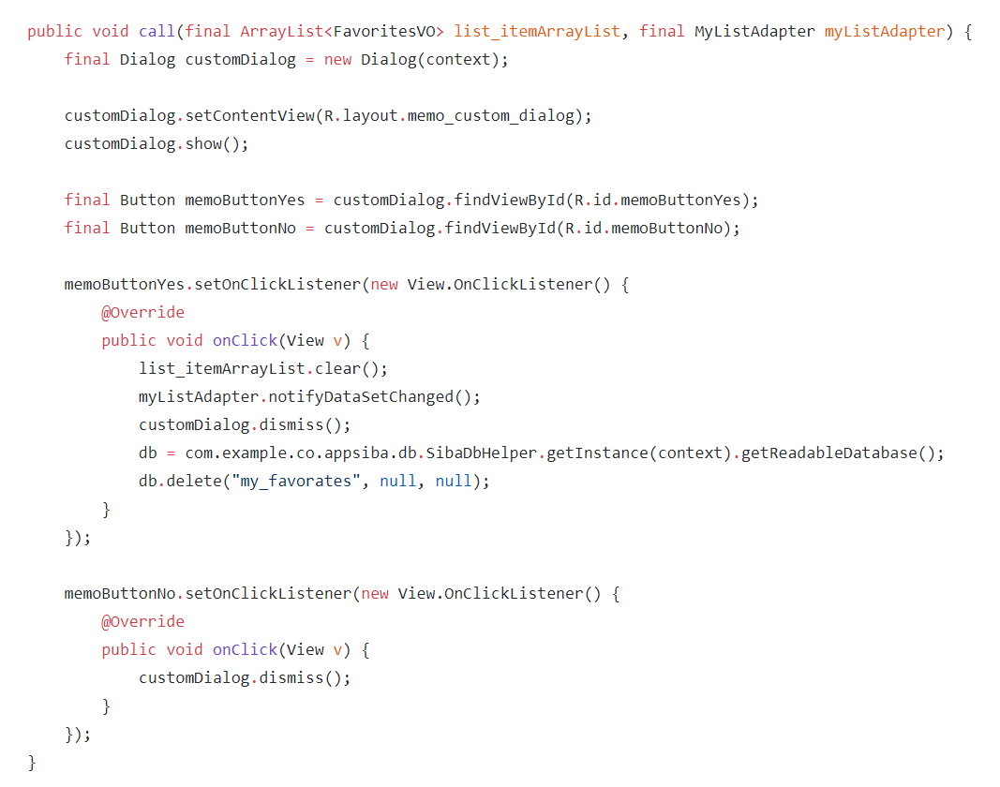 public void call(final ArrayList<FavoritesVO> list_itemArrayList, final MyListAdapter myListAdapter) {
    final Dialog customDialog = new Dialog(context);

    customDialog.setContentView(R.layout.memo_custom_dialog);
    customDialog.show();

    final Button memoButtonYes = customDialog.findViewById(R.id.memoButtonYes);
    final Button memoButtonNo = customDialog.findViewById(R.id.memoButtonNo);

    memoButtonYes.setOnClickListener(new View.OnClickListener() {
        @Override
        public void onClick(View v) {
            list_itemArrayList.clear();
            myListAdapter.notifyDataSetChanged();
            customDialog.dismiss();
            db = com.example.co.appsiba.db.SibaDbHelper.getInstance(context).getReadableDatabase();
            db.delete("my_favorates", null, null);
        }
    });

    memoButtonNo.setOnClickListener(new View.OnClickListener() {
        @Override
        public void onClick(View v) {
            customDialog.dismiss();
        }
    });
}